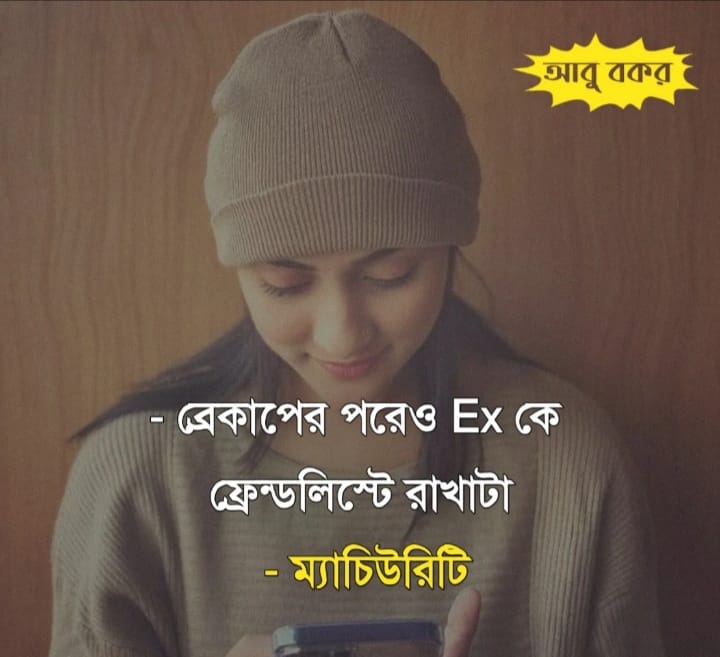 আবু বকর
- ব্রেকাপের পরেও Ex কে
ফ্রেন্ডলিস্টে রাখাটা
- ম্যাচিউরিটি